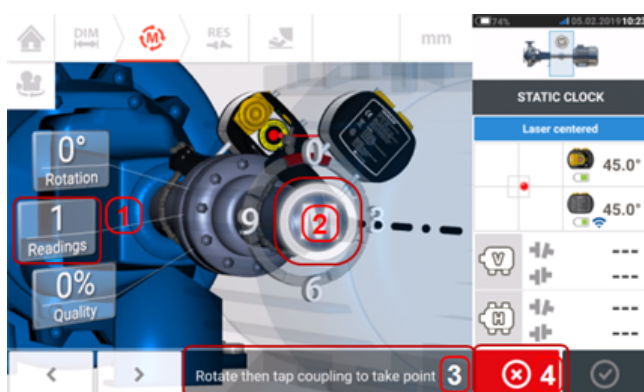 DIM
M
RES
mm
74%
05.02.2019 10:23
STATIC CLOCK
Laser centered
45.0°
45.0°
0°
Rotation
1
Readings
1
0%
Quality
0
9
2
3
6
V
---
---
H
---
---
Rotate then tap coupling to take point
3
4